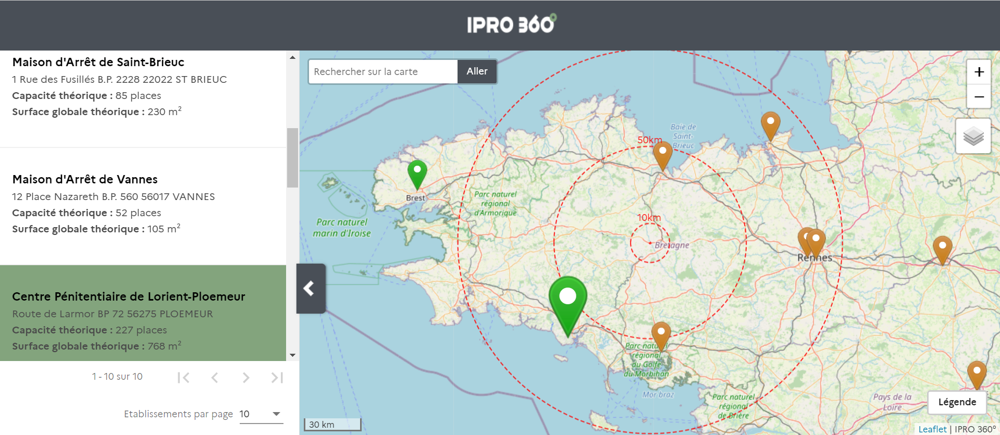 IPRO 360°
Maison d'Arrêt de Saint-Brieuc
1 Rue des Fusillés B.P. 2228 22022 ST BRIEUC
Capacité théorique : 85 places
Surface globale théorique : 230 m²
Maison d'Arrêt de Vannes
12 Place Nazareth B.P. 560 56017 VANNES
Capacité théorique : 52 places
Surface globale théorique : 105 m²
Centre Pénitentiaire de Lorient-Ploemeur
Route de Larmor BP 72 56275 PLOEMEUR
Capacité théorique : 227 places
Surface globale théorique : 768 m²
1 - 10 sur 10
Etablissements par page 10
Rechercher sur la carte
Aller
+
−
Baie de
Saint-
Brieuc
50km
Brest
Parc naturel
régional
d'Armorique
10km
Parc naturel
marin d'Iroise
Bretagne
Rennes
Parc naturel
régional
du Golfe
du Morbihan
Mor braz
Parc naturel
régional
de Brière
Pays de la
Loire
Légende
30 km
Leaflet | IPRO 360°